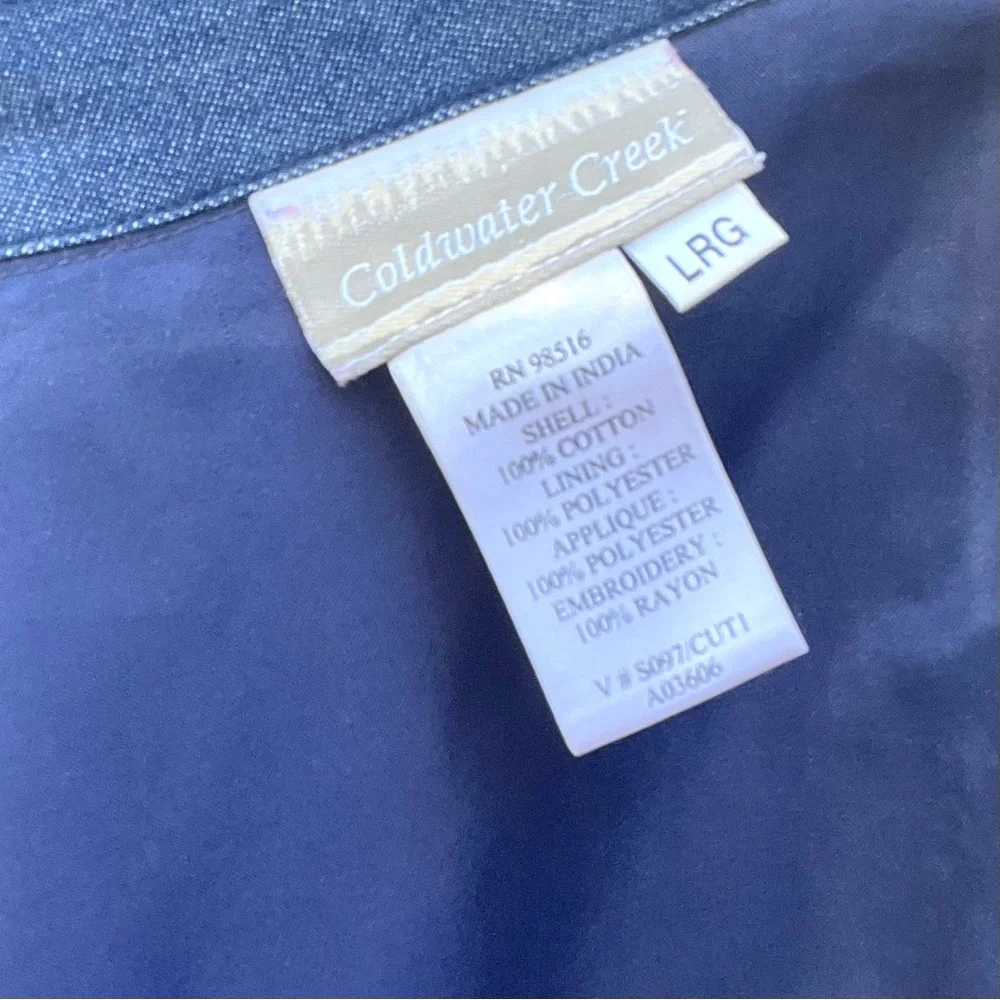 Coldwater Creek
LRG
RN 98516
MADE IN INDIA
SHELL :
100% COTTON
LINING :
100% POLYESTER
APPLIQUE :
100% POLYESTER
EMBROIDERY :
100% RAYON
V # S097/CUT1
A03606